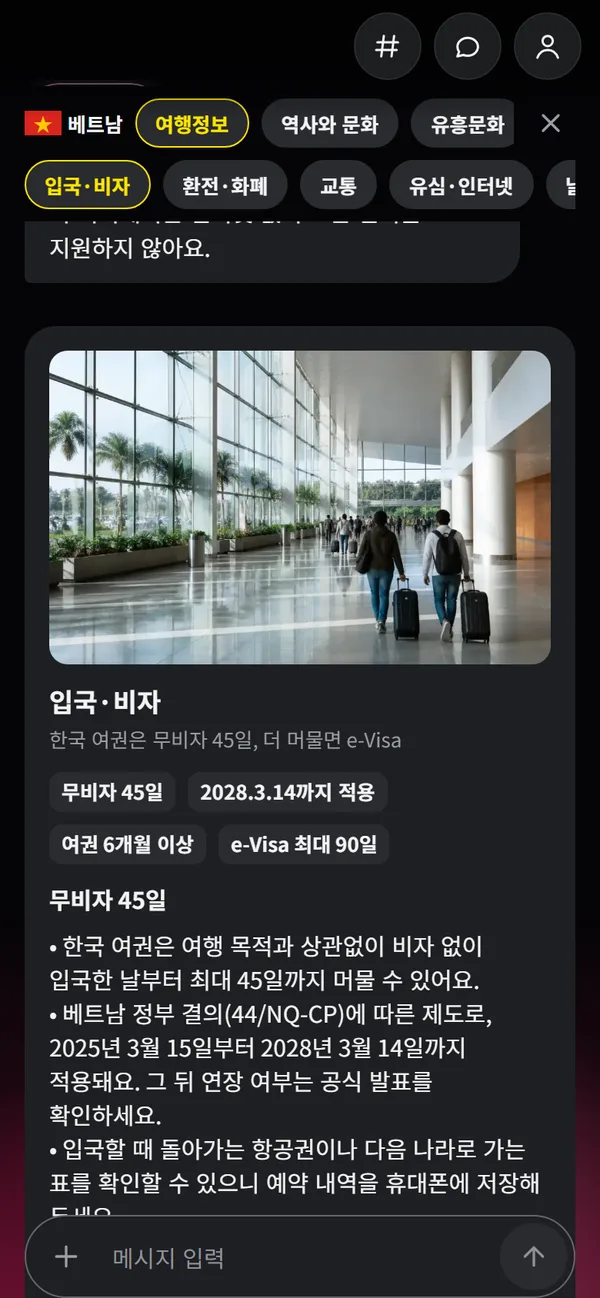 베트남 여행정보 역사와 문화 유흥문화
입국·비자 환전·화폐 교통 유심·인터넷
지원하지 않아요.
입국·비자
한국 여권은 무비자 45일, 더 머물면 e-Visa
무비자 45일 2028.3.14까지 적용
여권 6개월 이상 e-Visa 최대 90일
무비자 45일
• 한국 여권은 여행 목적과 상관없이 비자 없이
입국한 날부터 최대 45일까지 머물 수 있어요.
• 베트남 정부 결의(44/NQ-CP)에 따른 제도로,
2025년 3월 15일부터 2028년 3월 14일까지
적용돼요. 그 뒤 연장 여부는 공식 발표를
확인하세요.
• 입국할 때 돌아가는 항공권이나 다음 나라로 가는
표를 확인할 수 있으니 예약 내역을 휴대폰에 저장해
메시지 입력